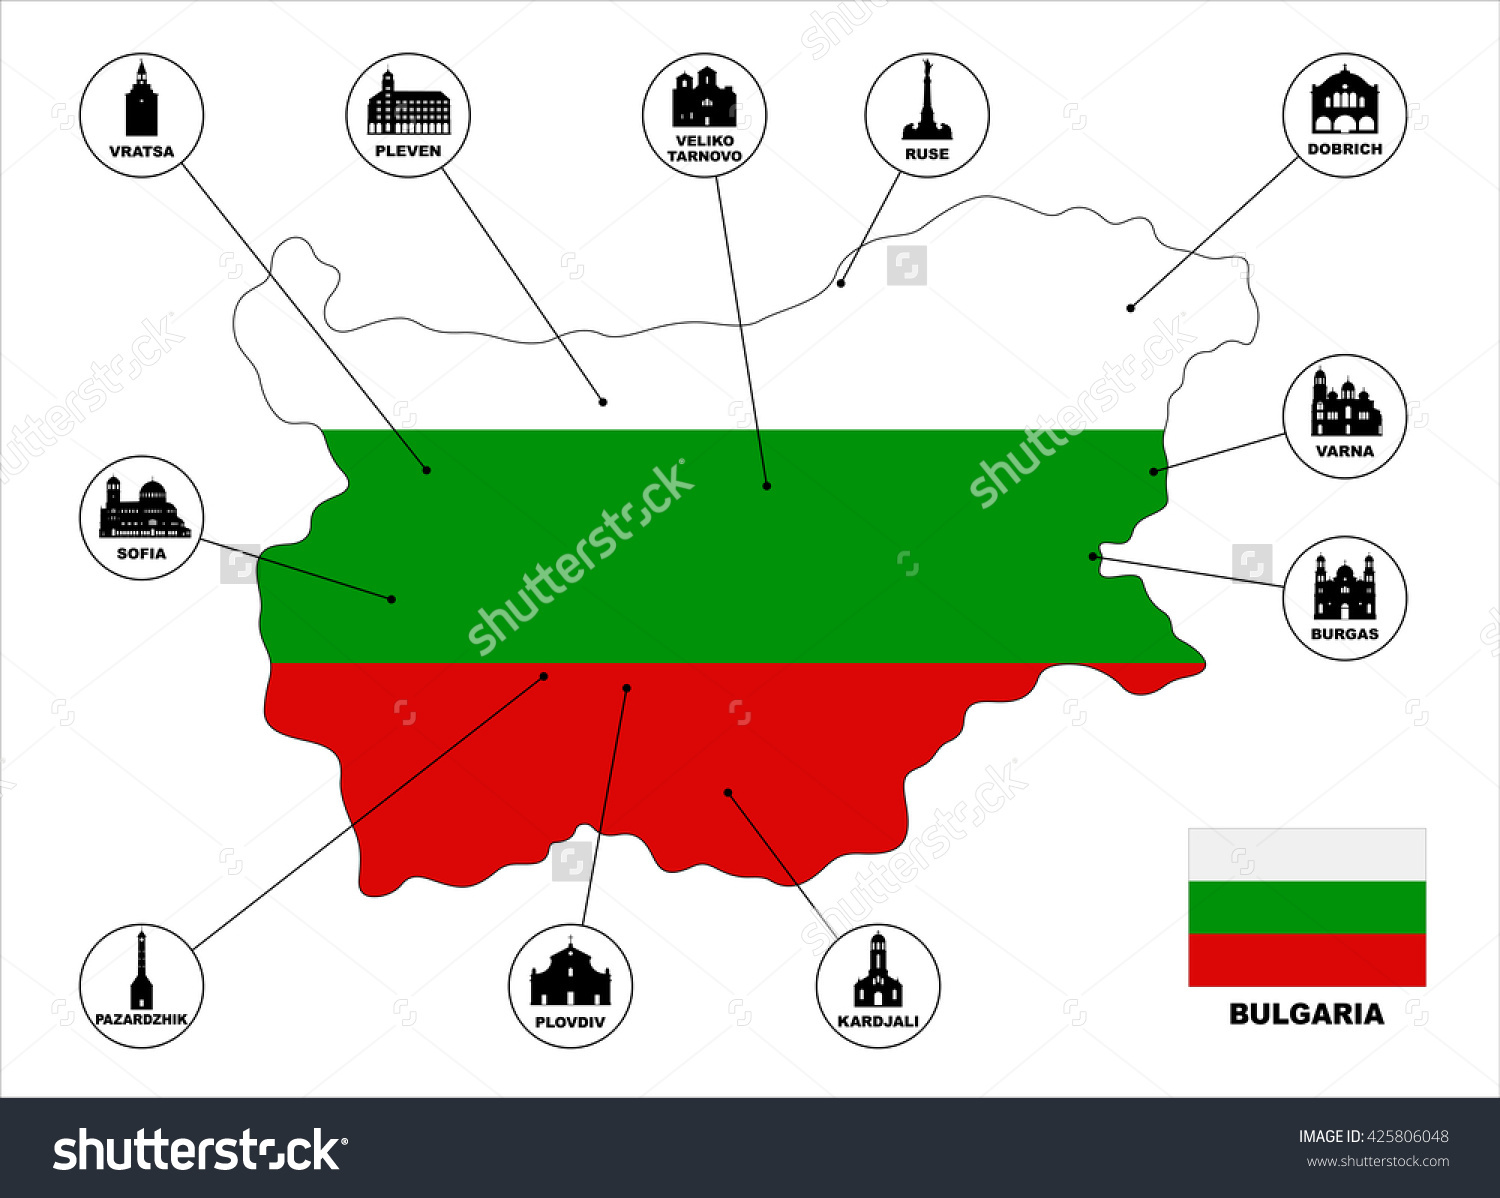 VRATSA
PLEVEN
VELIKO
TARNOVO
RUSE
DOBRICH
VARNA
SOFIA
BURGAS
PAZARDZHIK
PLOVDIV
KARDJALI
BULGARIA
shutterstock
shutterstock
shutterstock
shutterstock
shutterstock
IMAGE ID: 425806048
www.shutterstock.com